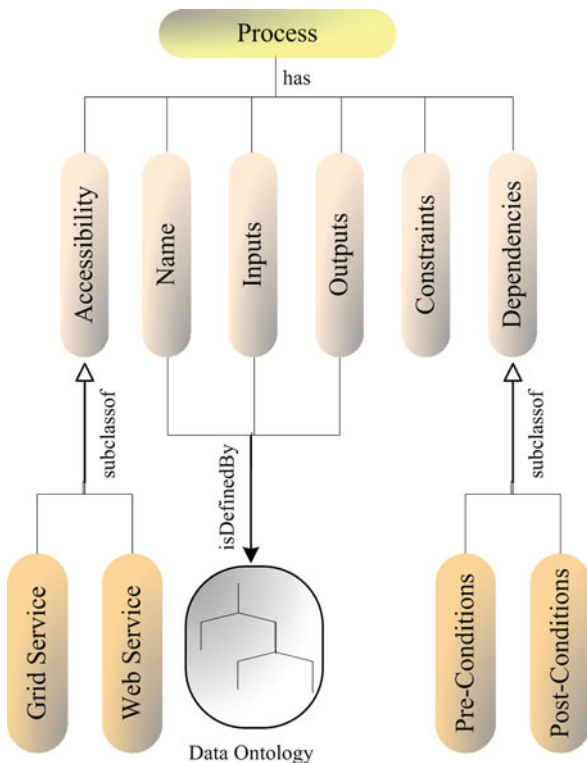 Process
has
Accessibility
Name
Inputs
Outputs
Constraints
Dependencies
subclassof
isDefinedBy
subclassof
Grid Service
Web Service
Pre-Conditions
Post-Conditions
Data Ontology